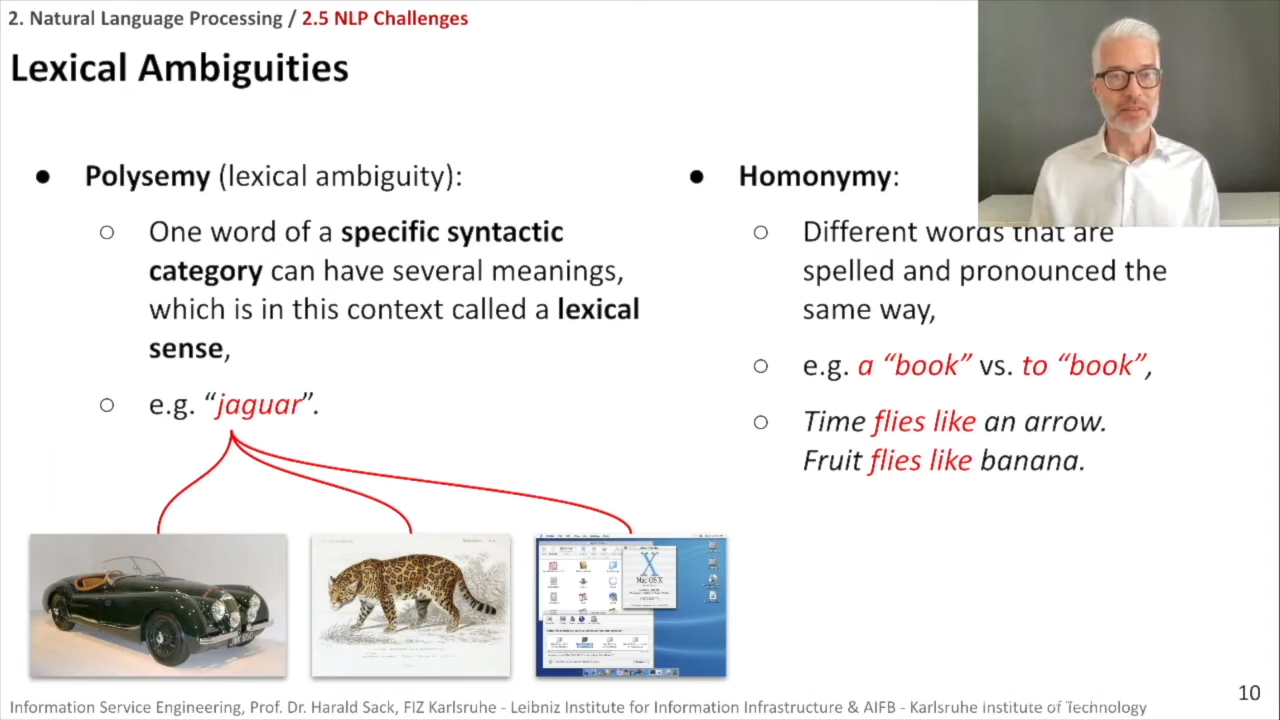 2. Natural Language Processing / 2.5 NLP Challenges
Lexical Ambiguities
● Polysemy (lexical ambiguity):
○ One word of a specific syntactic
category can have several meanings,
which is in this context called a lexical
sense,
○ e.g. “jaguar”.
● Homonymy:
○ Different words that are
spelled and pronounced the
same way,
○ e.g. a “book” vs. to “book”,
○ Time flies like an arrow.
Fruit flies like banana.
X
Mac OS X
Information Service Engineering, Prof. Dr. Harald Sack, FIZ Karlsruhe - Leibniz Institute for Information Infrastructure & AIFB - Karlsruhe Institute of Technology
10